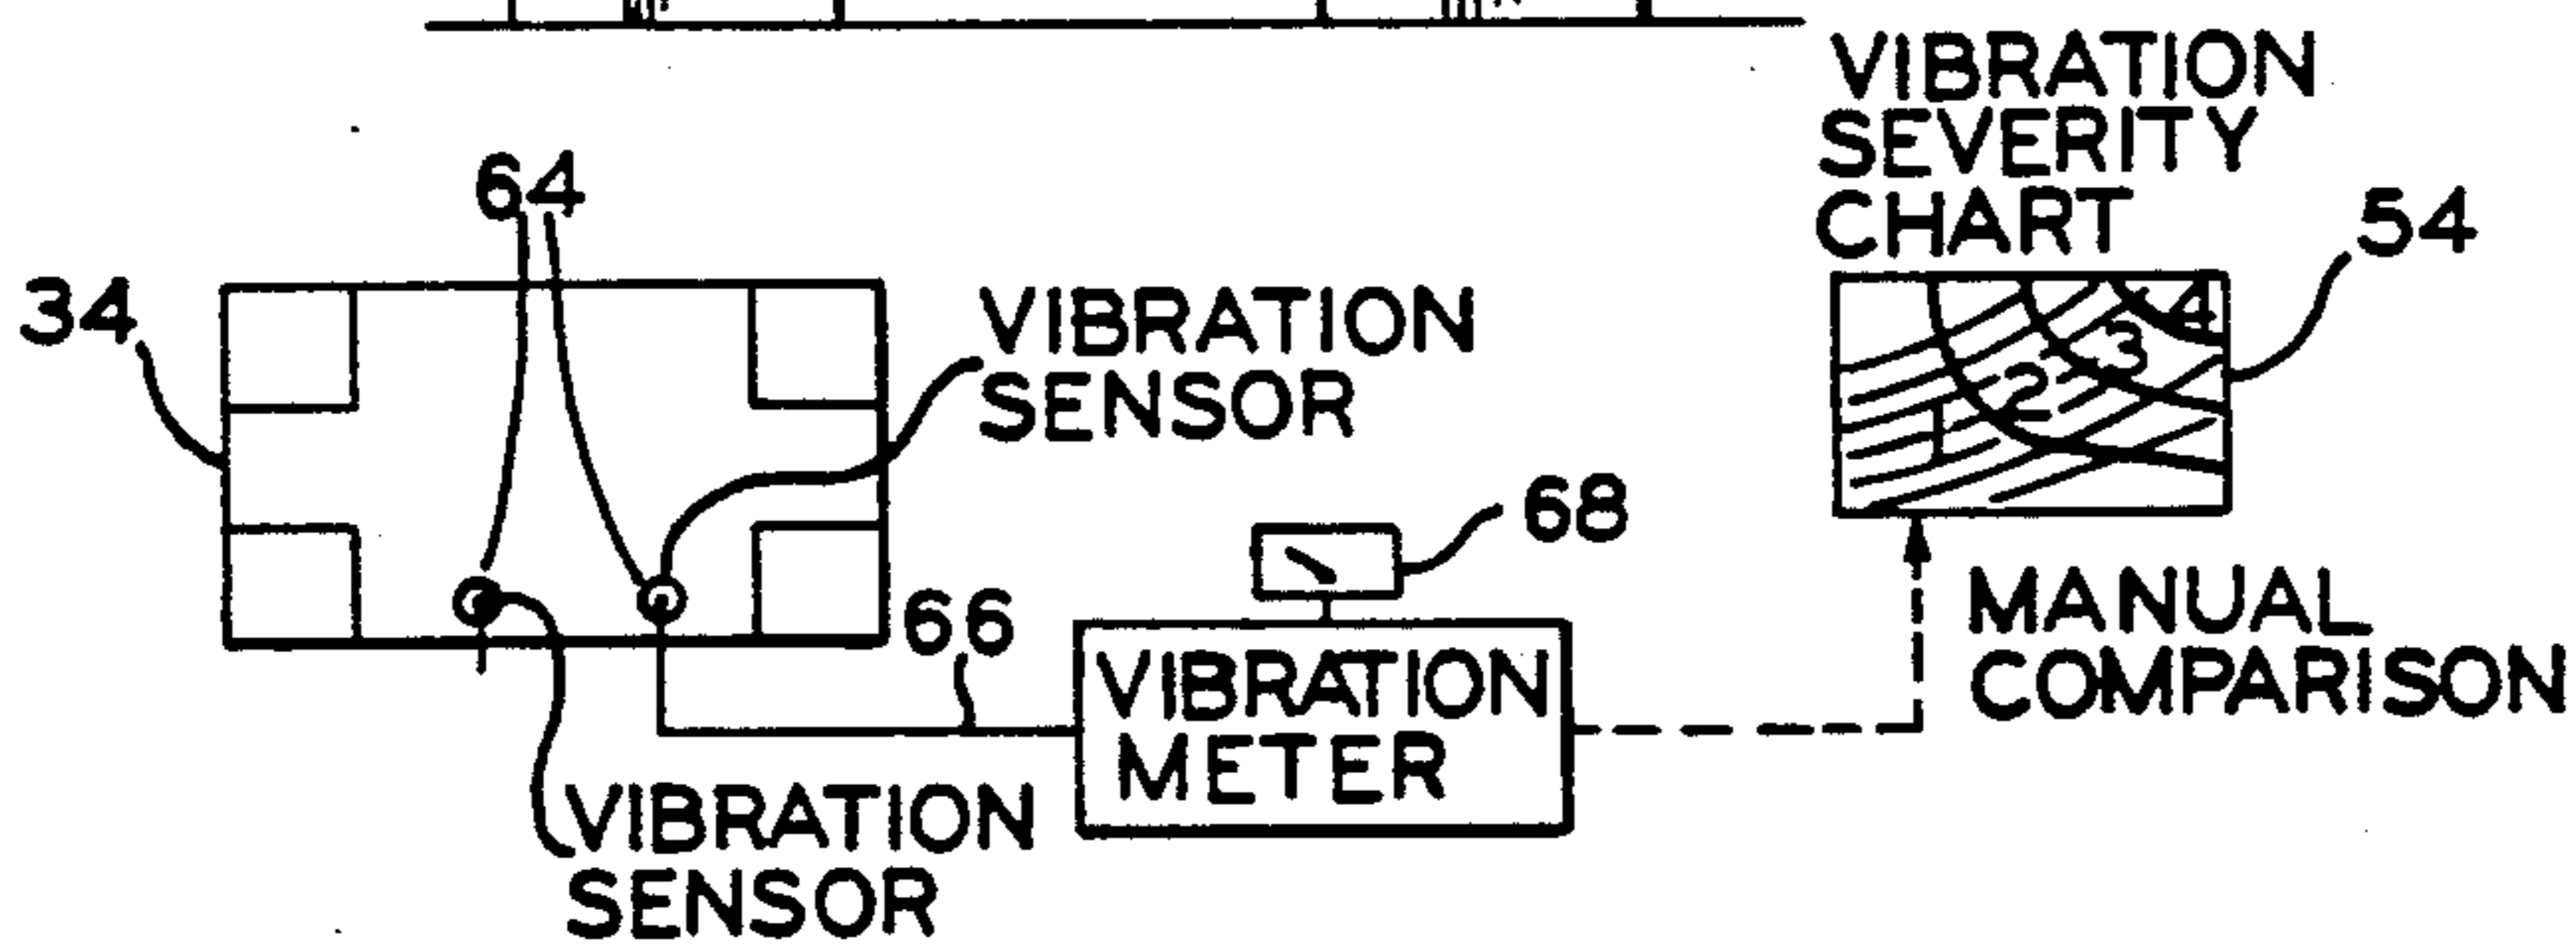 VIBRATION
SEVERITY
CHART
64
54
34
VIBRATION
SENSOR
4
3
2
1
68
66
MANUAL
COMPARISON
VIBRATION
METER
VIBRATION
SENSOR